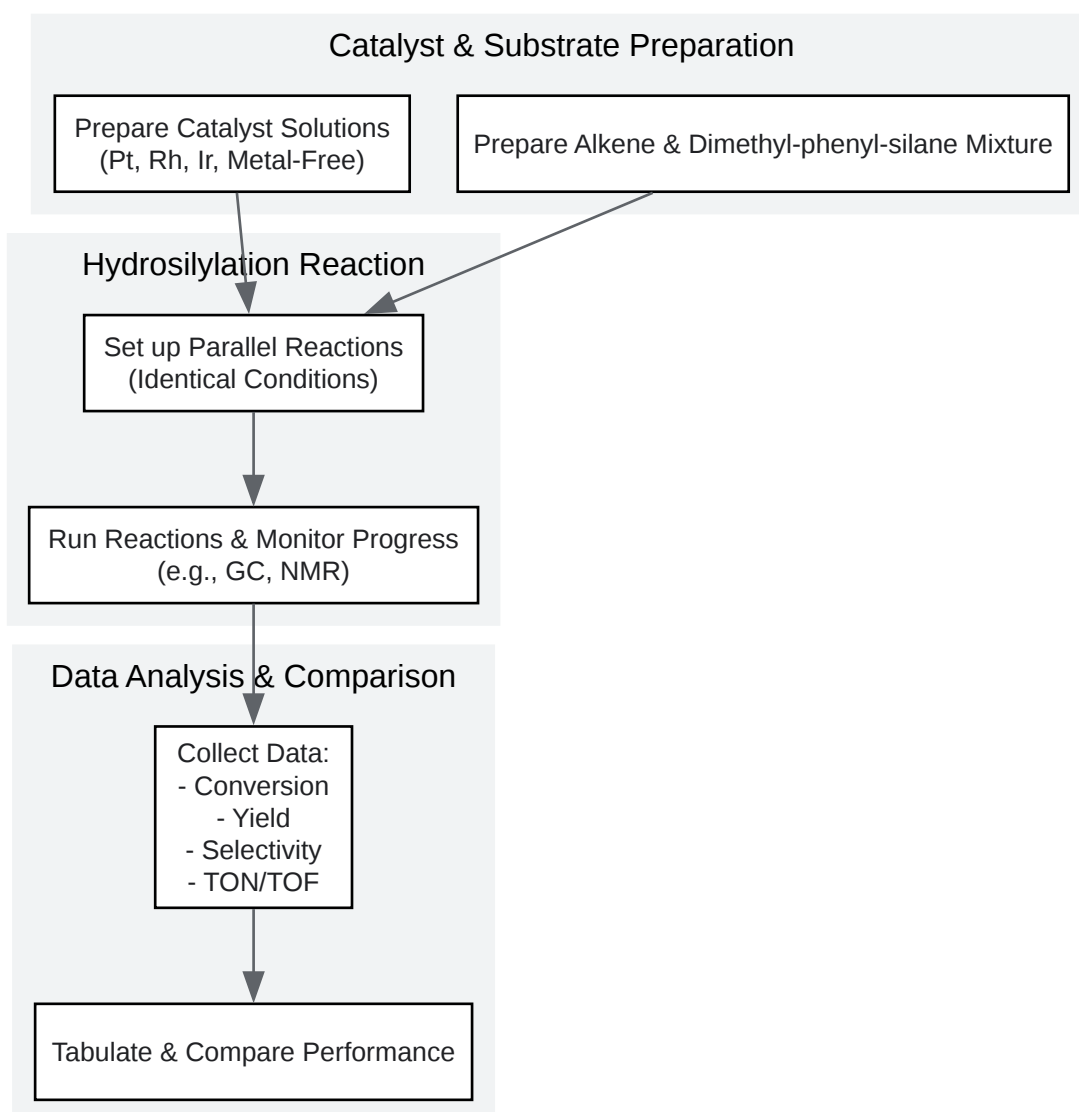 Catalyst & Substrate Preparation
Prepare Catalyst Solutions
(Pt, Rh, Ir, Metal-Free)
Prepare Alkene & Dimethyl-phenyl-silane Mixture
Hydrosilylation Reaction
Set up Parallel Reactions
(Identical Conditions)
Run Reactions & Monitor Progress
(e.g., GC, NMR)
Data Analysis & Comparison
Collect Data:
- Conversion
- Yield
- Selectivity
- TON/TOF
Tabulate & Compare Performance